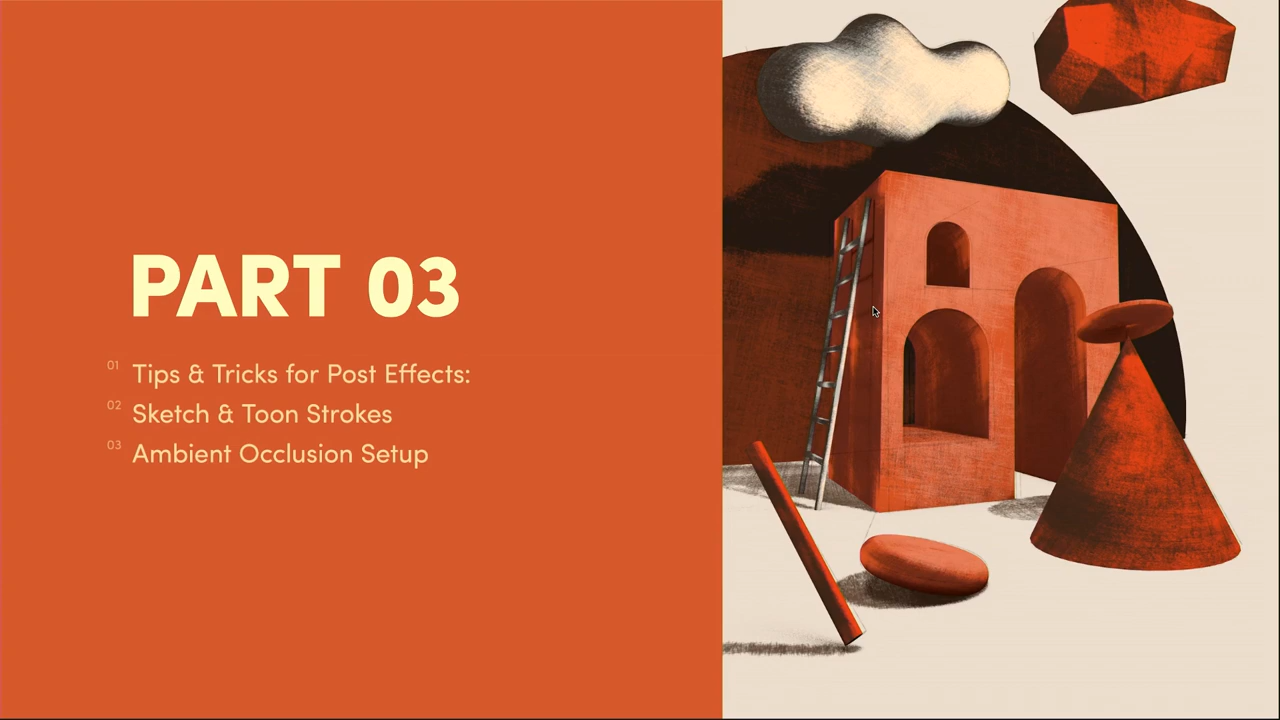 PART 03
01 Tips & Tricks for Post Effects:
02 Sketch & Toon Strokes
03 Ambient Occlusion Setup